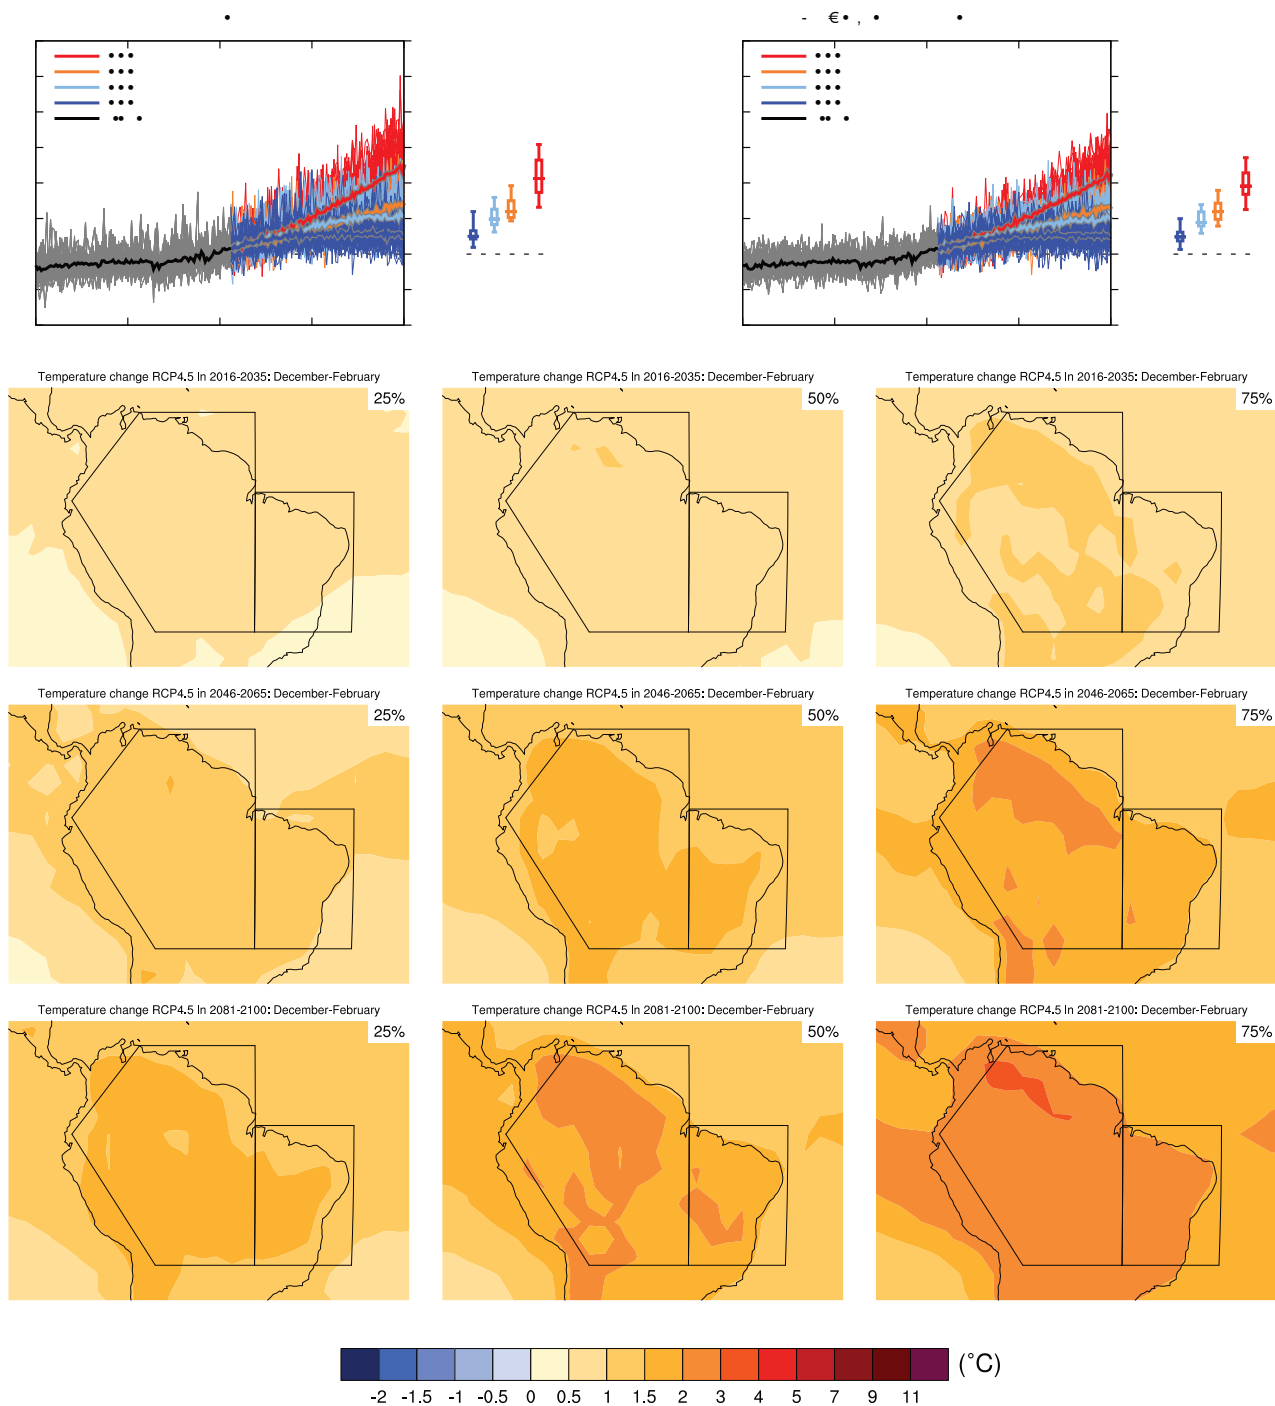 Temperature change RCP4.5 in 2016-2035: December-February
25%
Temperature change RCP4.5 in 2016-2035: December-February
50%
Temperature change RCP4.5 in 2016-2035: December-February
75%
Temperature change RCP4.5 in 2046-2065: December-February
25%
Temperature change RCP4.5 in 2046-2065: December-February
50%
Temperature change RCP4.5 in 2046-2065: December-February
75%
Temperature change RCP4.5 in 2081-2100: December-February
25%
Temperature change RCP4.5 in 2081-2100: December-February
50%
Temperature change RCP4.5 in 2081-2100: December-February
75%
-2 -1.5 -1 -0.5 0 0.5 1 1.5 2 3 4 5 7 9 11 (°C)